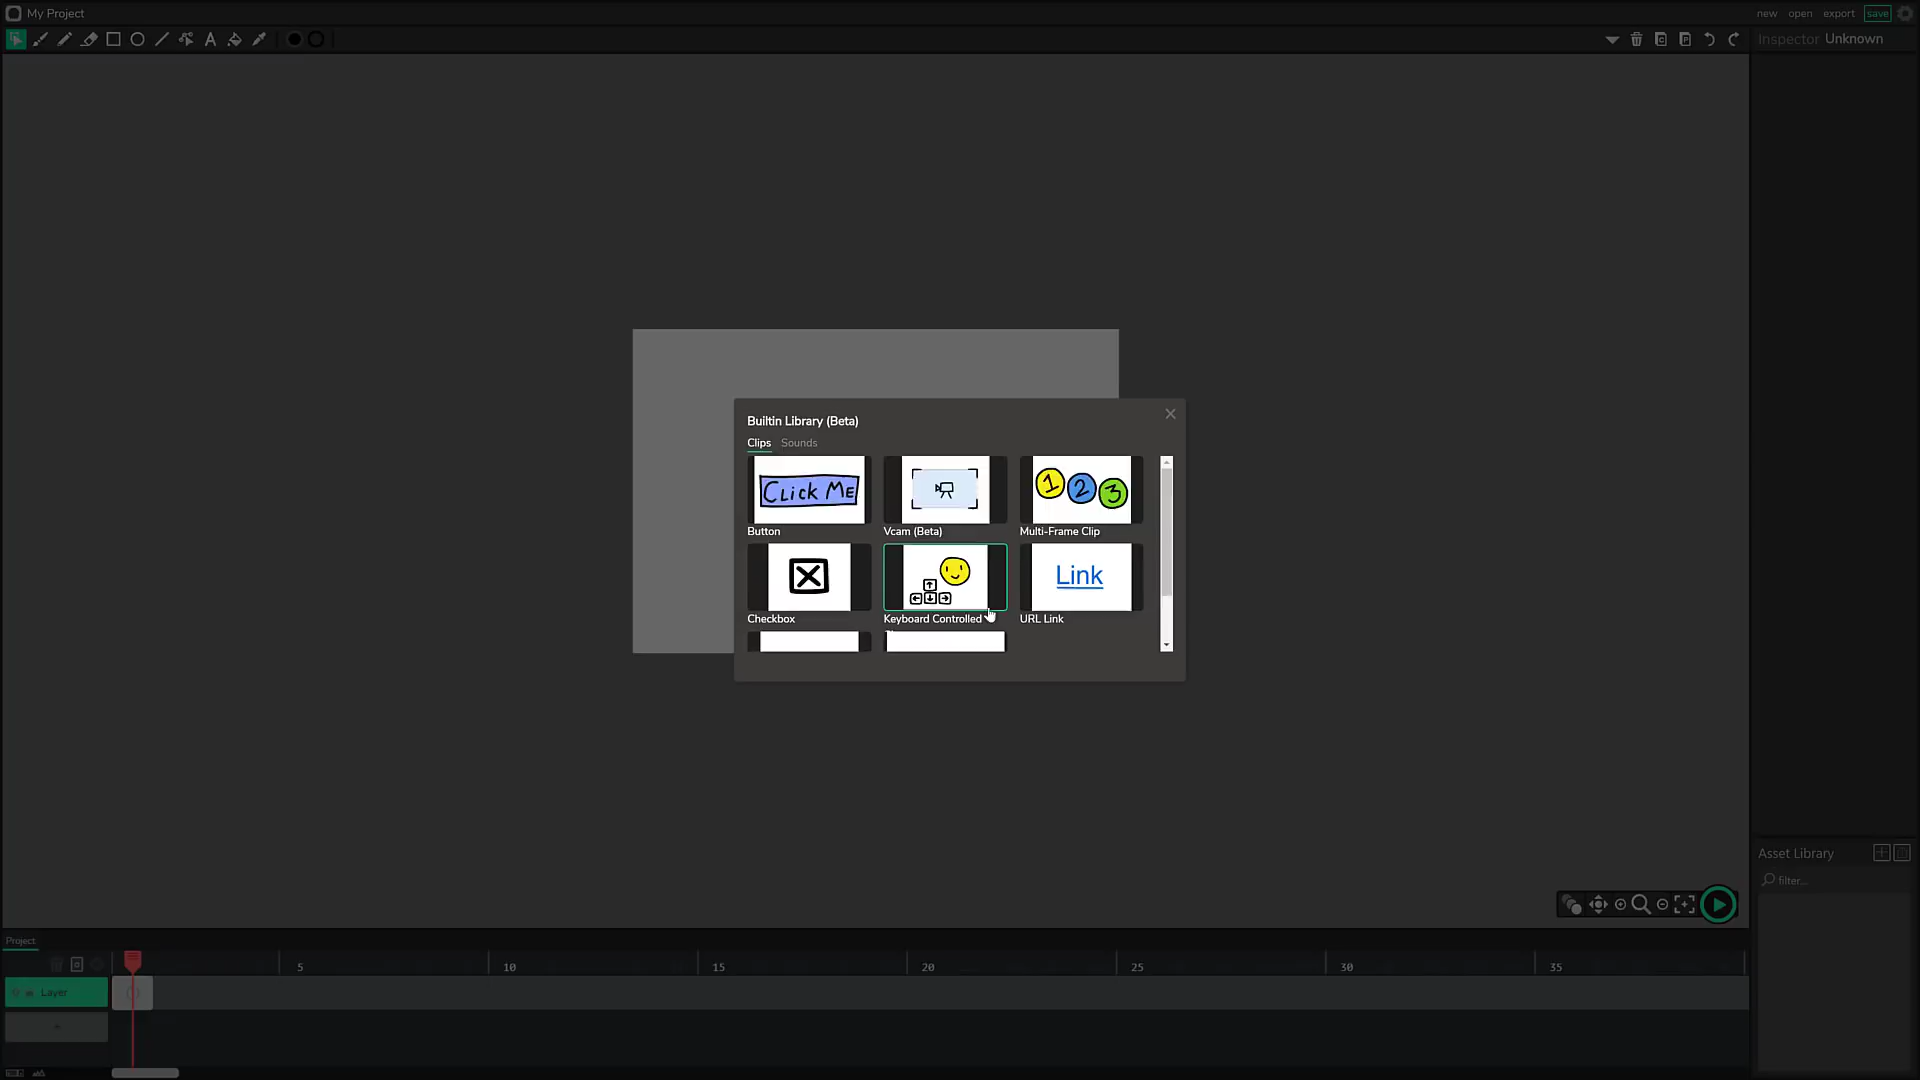 My Project
new open export save
Inspector Unknown
Builtin Library (Beta)
Clips Sounds
Click Me
1 2 3
Button Vcam (Beta) Multi-Frame Clip
Link
Checkbox Keyboard Controlled URL Link
Asset Library
filter...
Project
5 10 15 20 25 30 35
Layer